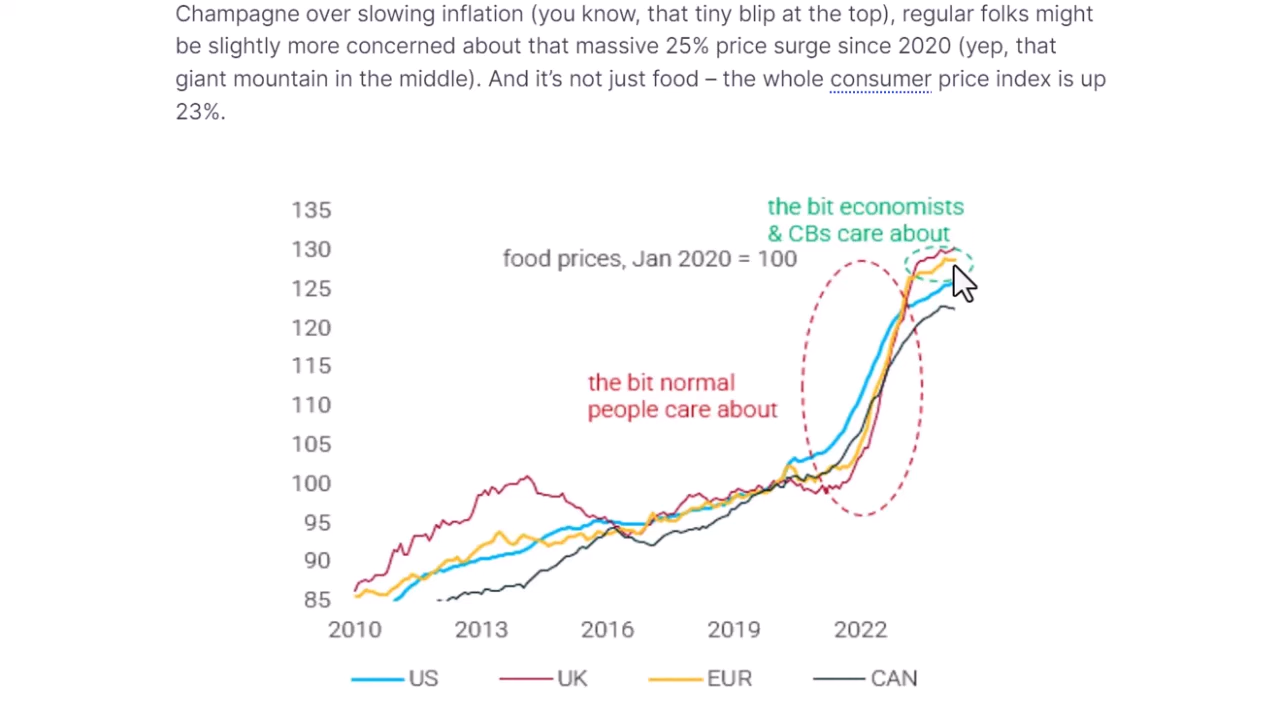 Champagne over slowing inflation (you know, that tiny blip at the top), regular folks might
be slightly more concerned about that massive 25% price surge since 2020 (yep, that
giant mountain in the middle). And it’s not just food – the whole consumer price index is up
23%.
the bit economists
& CBs care about
food prices, Jan 2020 = 100
the bit normal
people care about
135
130
125
120
115
110
105
100
95
90
85
2010 2013 2016 2019 2022
US UK EUR CAN